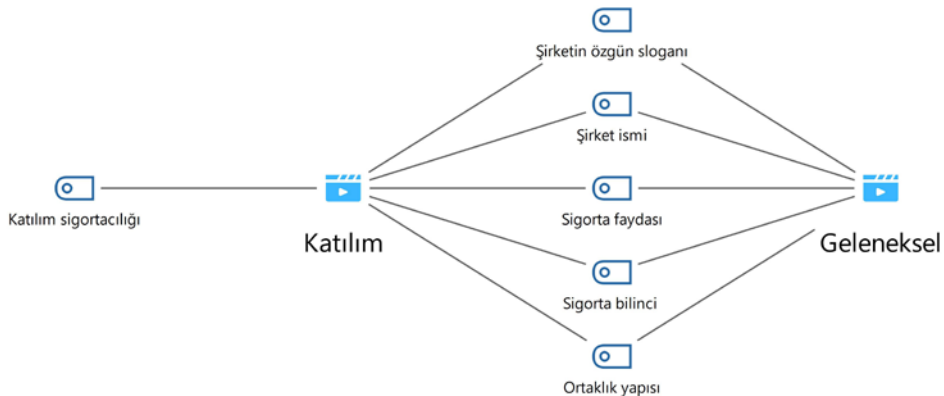 Şirketin özgün sloganı
Şirket ismi
Katılım sigortacılığı
Katılım
Sigorta faydası
Geleneksel
Sigorta bilinci
Ortaklık yapısı